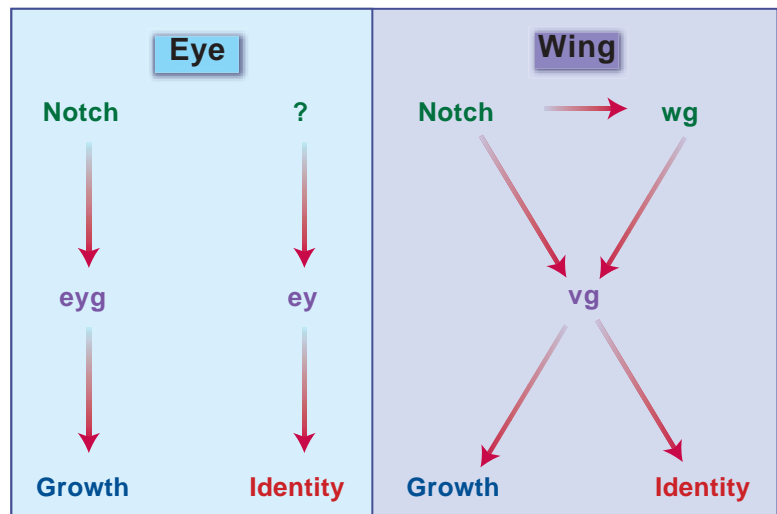 Eye
Notch ?
eyg ey
Growth Identity
Wing
Notch wg
vg
Growth Identity